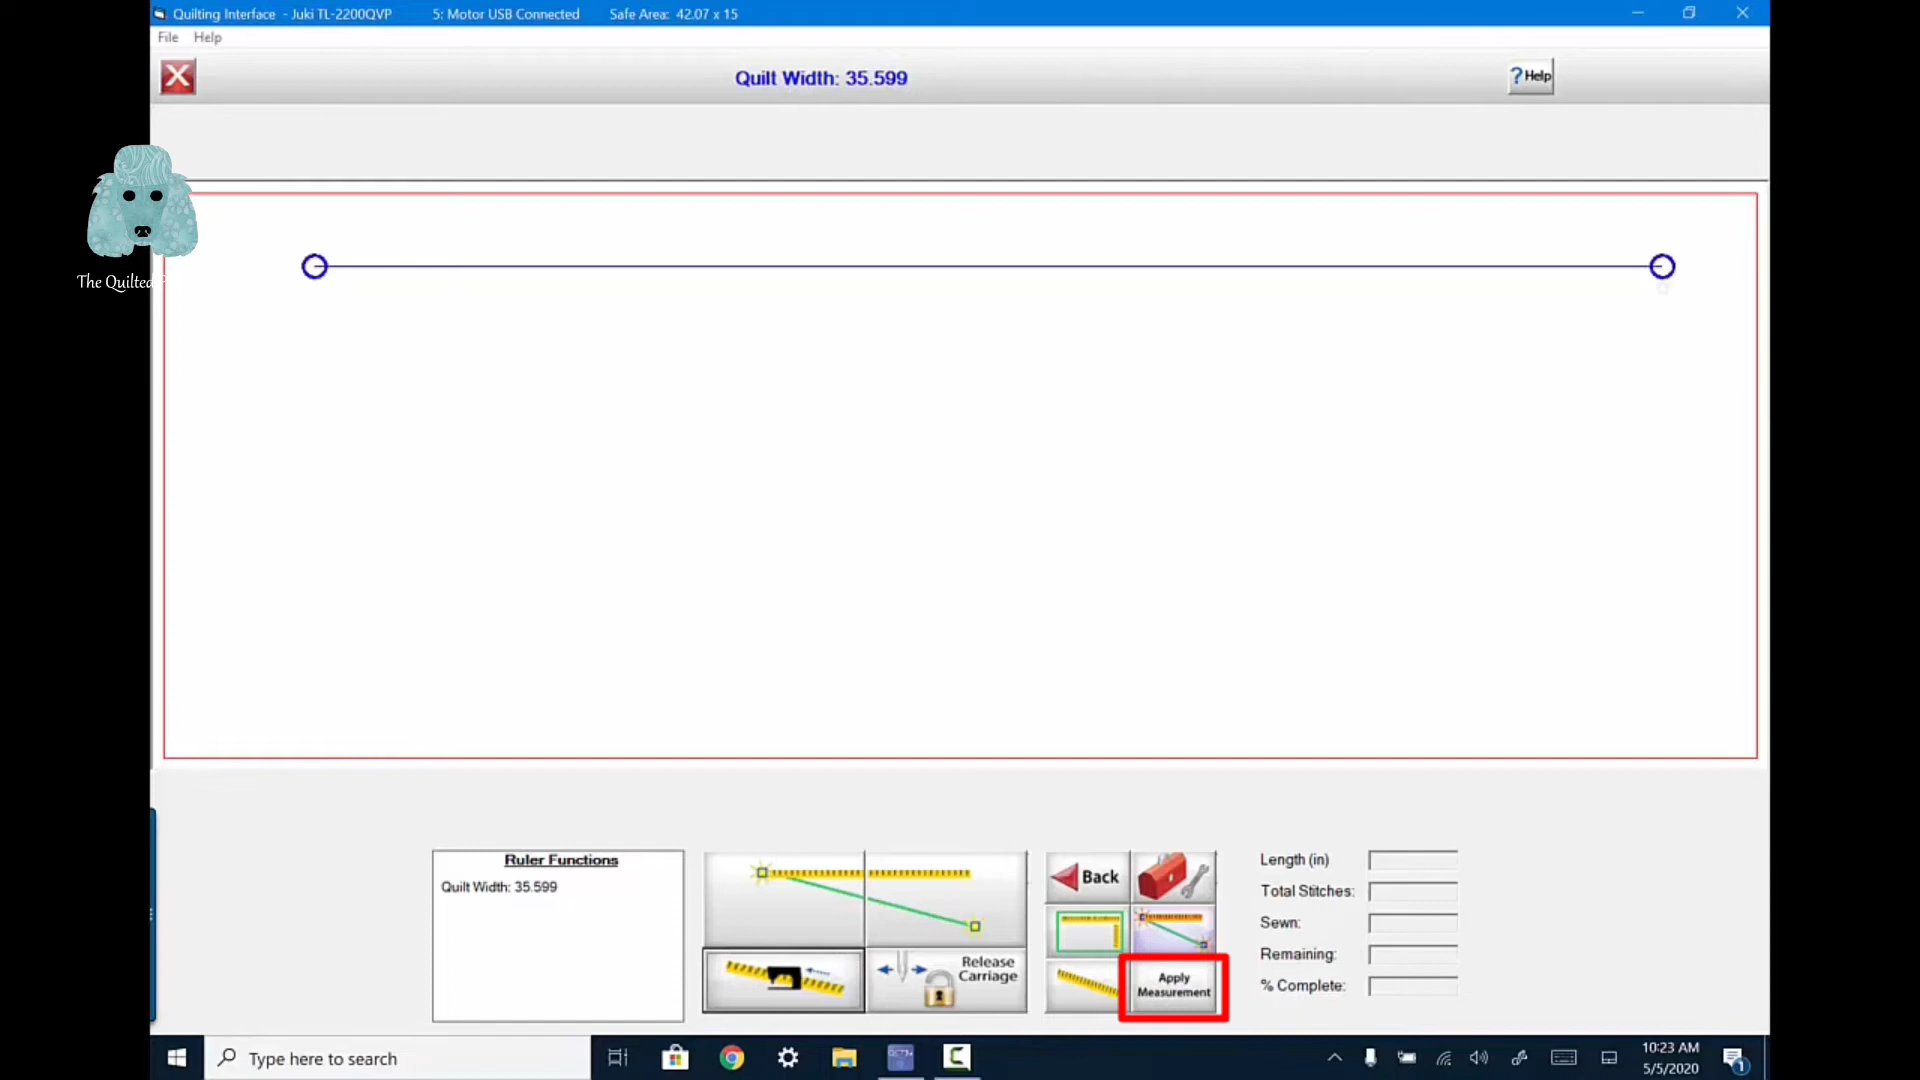 Quilting Interface - Juki TL-2200QVP 5: Motor USB Connected Safe Area: 42.07 x 15
File Help
Quilt Width: 35.599
?Help
The Quilted
Ruler Functions
Quilt Width: 35.599
Back
Release
Carriage
Apply
Measurement
Length (in)
Total Stitches:
Sewn:
Remaining:
% Complete:
Type here to search
10:23 AM
5/5/2020
1